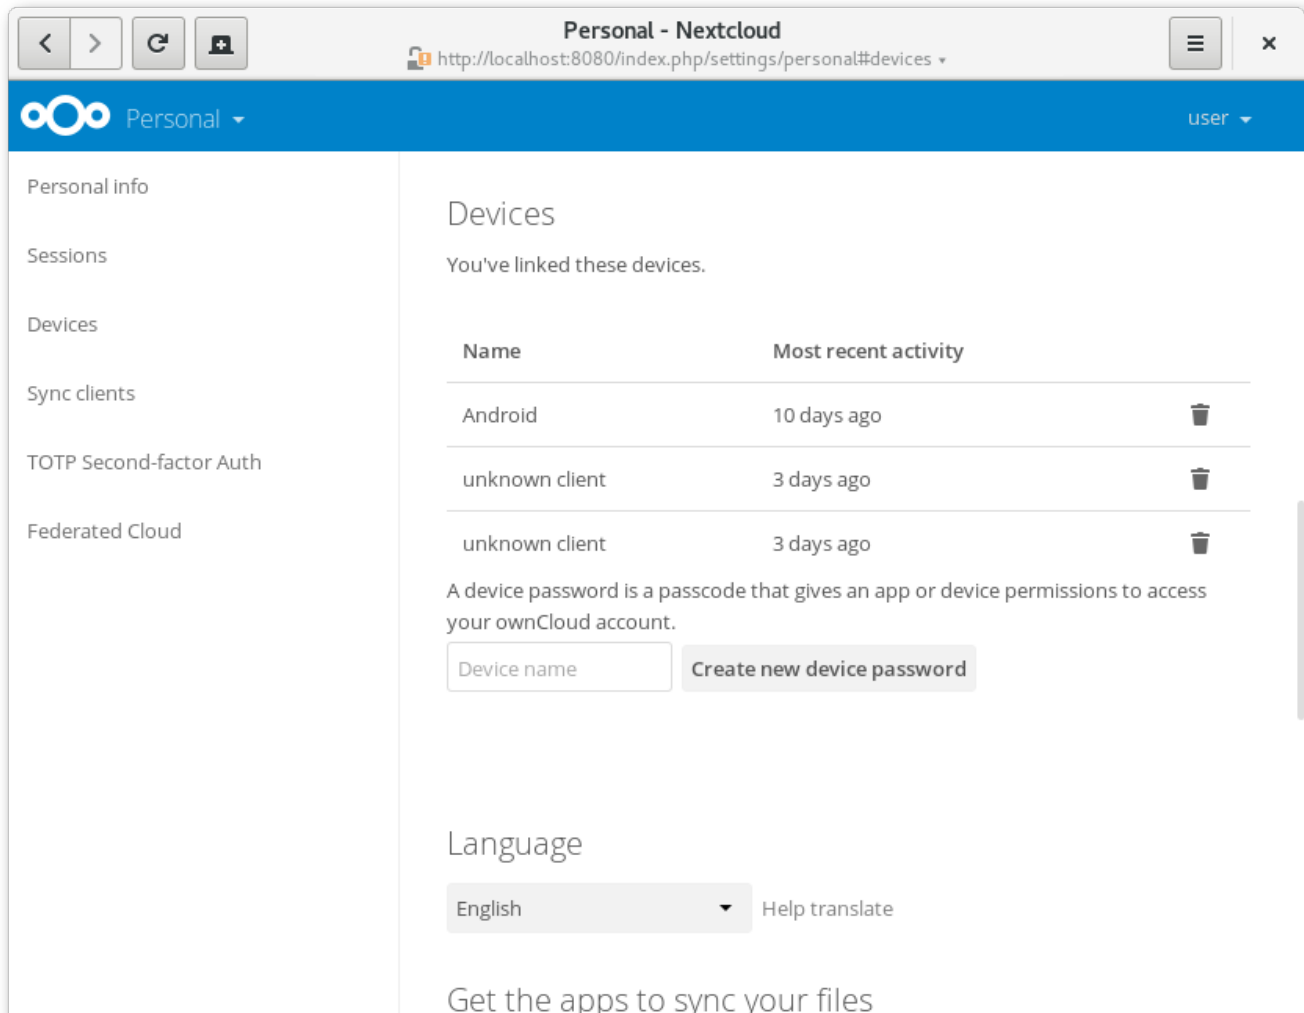 Personal - Nextcloud
http://localhost:8080/index.php/settings/personal#devices
Personal
user
Personal info
Sessions
Devices
Sync clients
TOTP Second-factor Auth
Federated Cloud
Devices
You've linked these devices.
Name Most recent activity
Android 10 days ago
unknown client 3 days ago
unknown client 3 days ago
A device password is a passcode that gives an app or device permissions to access
your ownCloud account.
Device name Create new device password
Language
English Help translate
Get the apps to sync your files